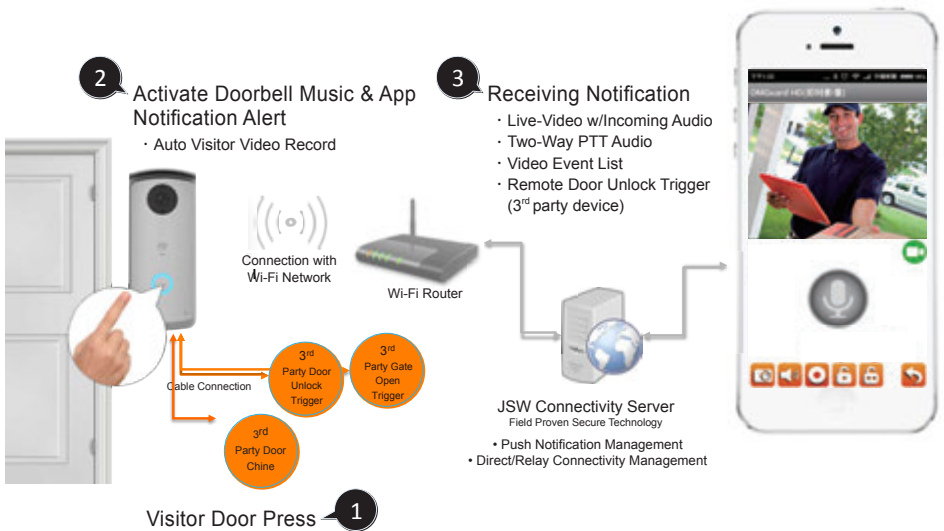 2
Activate Doorbell Music & App
Notification Alert
· Auto Visitor Video Record
3
Receiving Notification
· Live-Video w/Incoming Audio
· Two-Way PTT Audio
· Video Event List
· Remote Door Unlock Trigger
(3rd party device)
Connection with
Wi-Fi Network
Wi-Fi Router
Cable Connection
3rd
Party Door
Unlock
Trigger
3rd
Party Gate
Open
Trigger
3rd
Party Door
Chine
JSW Connectivity Server
Field Proven Secure Technology
• Push Notification Management
• Direct/Relay Connectivity Management
Visitor Door Press
1